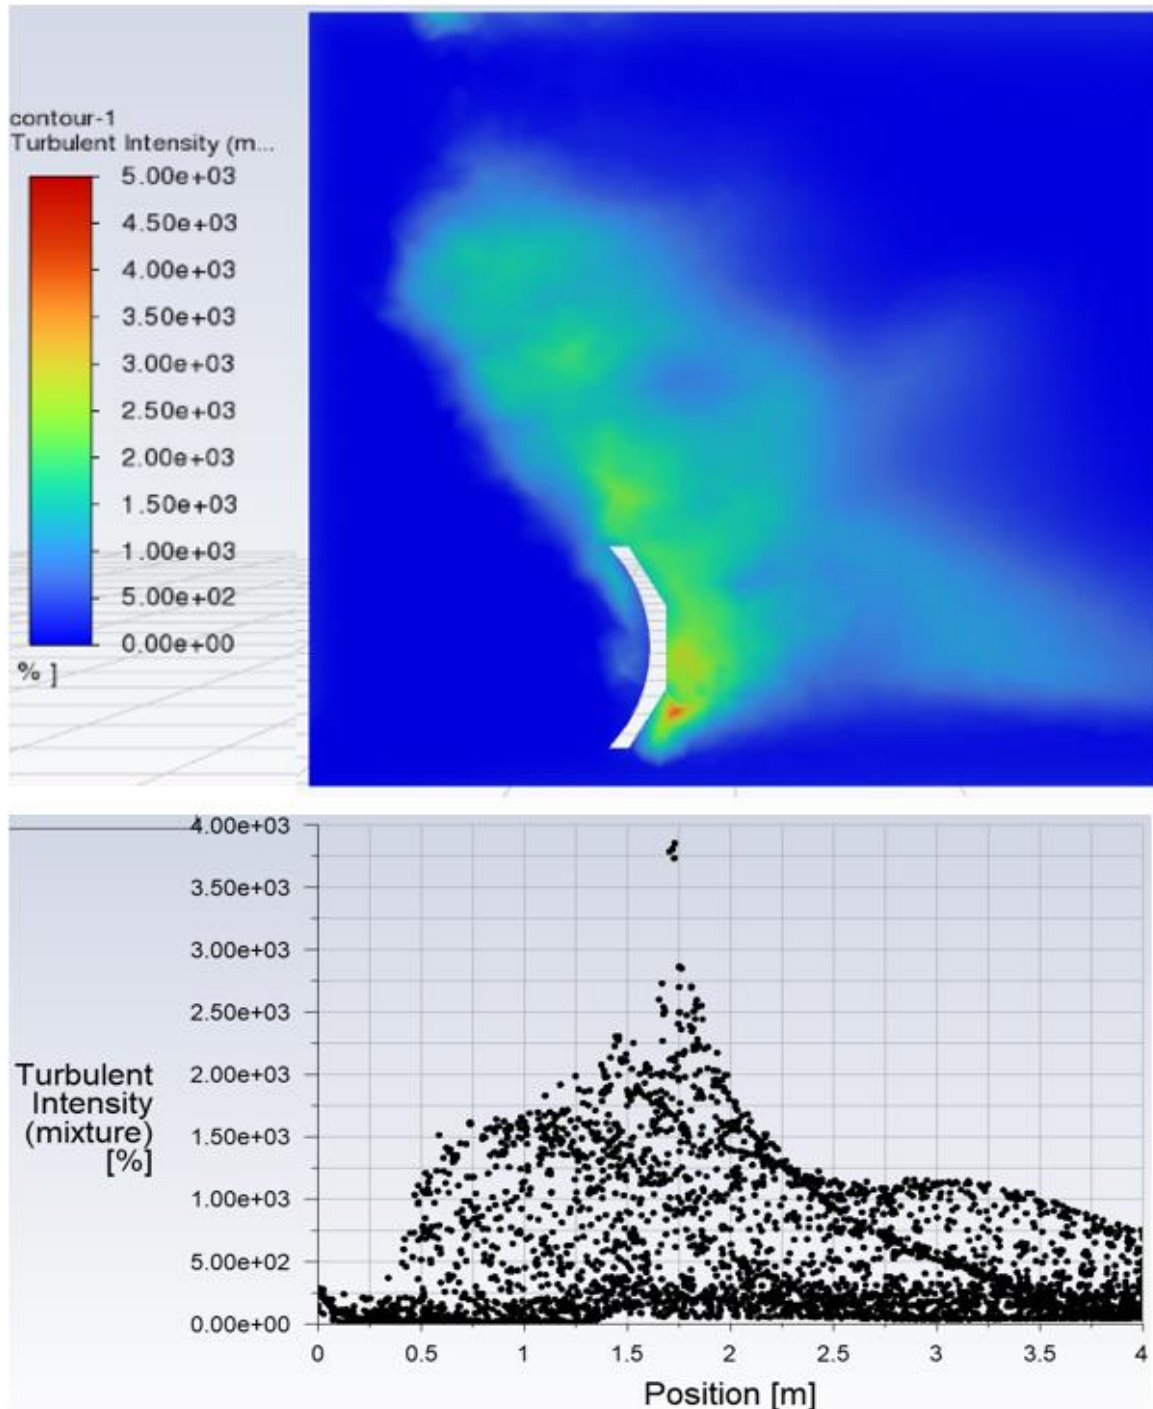 contour-1
Turbulent Intensity (m...
5.00e+03
4.50e+03
4.00e+03
3.50e+03
3.00e+03
2.50e+03
2.00e+03
1.50e+03
1.00e+03
5.00e+02
0.00e+00
% ]
4.00e+03
3.50e+03
3.00e+03
2.50e+03
2.00e+03
1.50e+03
1.00e+03
5.00e+02
0.00e+00
Turbulent
Intensity
(mixture)
[%]
0 0.5 1 1.5 2 2.5 3 3.5 4
Position [m]